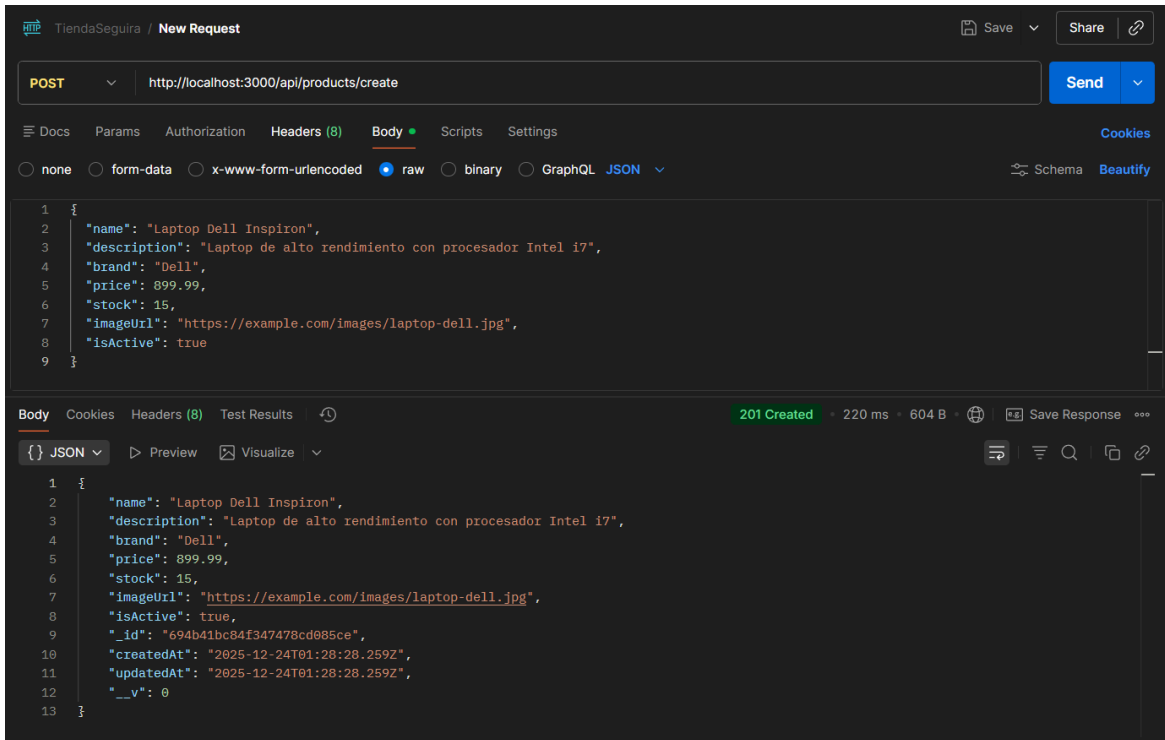 HTTP TiendaSeguira / New Request Save Share
POST http://localhost:3000/api/products/create Send
Docs Params Authorization Headers (8) Body Scripts Settings Cookies
none form-data x-www-form-urlencoded raw binary GraphQL JSON Schema Beautify
1 {
2 "name": "Laptop Dell Inspiron",
3 "description": "Laptop de alto rendimiento con procesador Intel i7",
4 "brand": "Dell",
5 "price": 899.99,
6 "stock": 15,
7 "imageUrl": "https://example.com/images/laptop-dell.jpg",
8 "isActive": true
9 }
Body Cookies Headers (8) Test Results 201 Created 220 ms 604 B e.g. Save Response
{} JSON Preview Visualize
1 {
2 "name": "Laptop Dell Inspiron",
3 "description": "Laptop de alto rendimiento con procesador Intel i7",
4 "brand": "Dell",
5 "price": 899.99,
6 "stock": 15,
7 "imageUrl": "https://example.com/images/laptop-dell.jpg",
8 "isActive": true,
9 "_id": "694b41bc84f347478cd085ce",
10 "createdAt": "2025-12-24T01:28:28.259Z",
11 "updatedAt": "2025-12-24T01:28:28.259Z",
12 "__v": 0
13 }